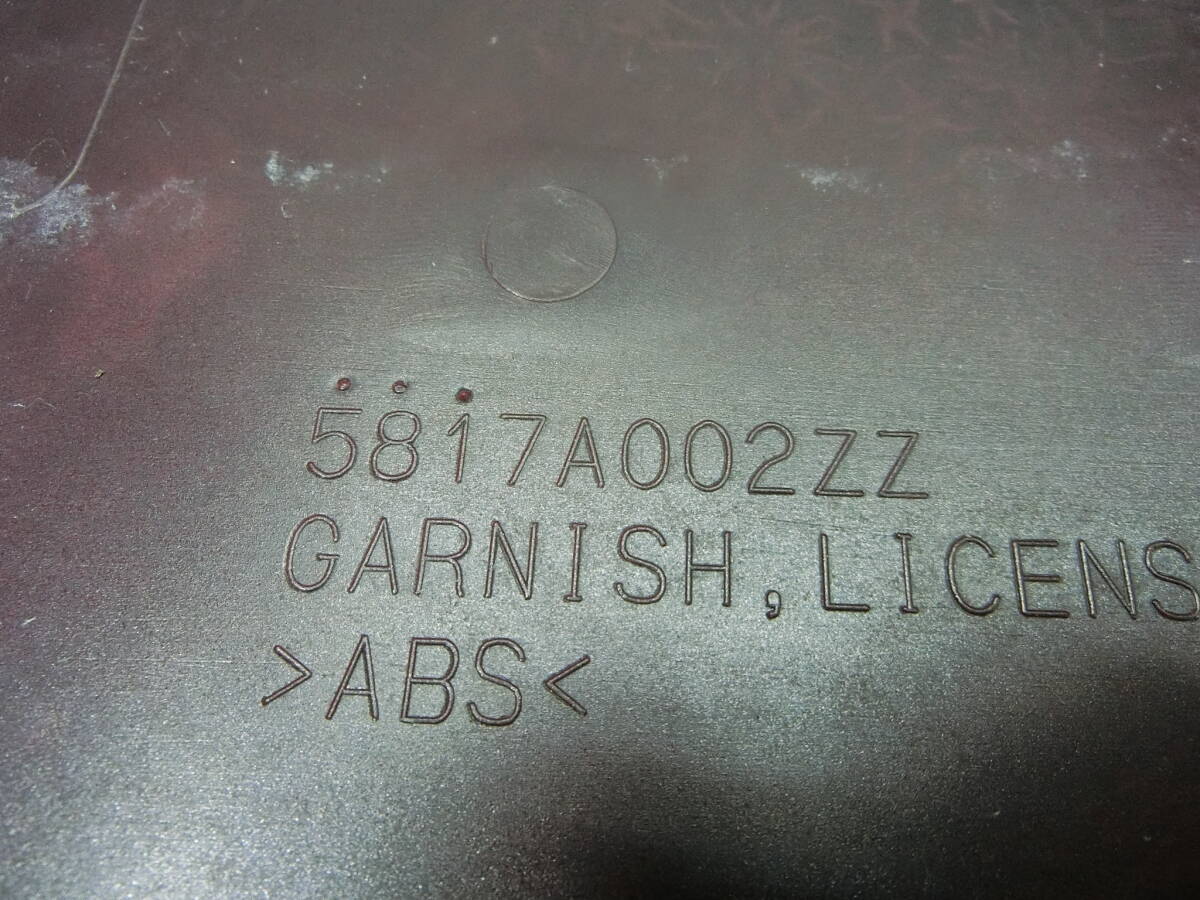 5817A002ZZ
GARNISH, LICENS
>ABS<